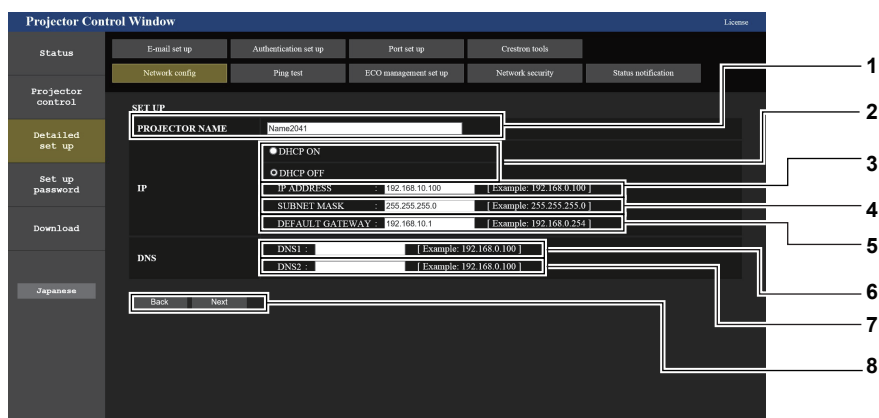 Projector Control Window
License
Status
Projector
control
Detailed
set up
Set up
password
Download
Japanese
E-mail set up
Authentication set up
Port set up
Crestron tools
Network config
Ping test
ECO management set up
Network security
Status notification
SET UP
PROJECTOR NAME Name2041
IP
DHCP ON
DHCP OFF
IP ADDRESS : 192.168.10.100 [ Example: 192.168.0.100 ]
SUBNET MASK : 255.255.255.0 [ Example: 255.255.255.0 ]
DEFAULT GATEWAY : 192.168.10.1 [ Example: 192.168.0.254 ]
DNS
DNS1 : [ Example: 192.168.0.100 ]
DNS2 : [ Example: 192.168.0.100 ]
Back Next
1
2
3
4
5
6
7
8